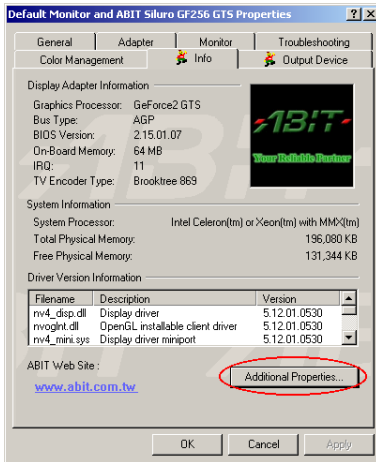 Default Monitor and ABIT Siluro GF256 GTS Properties
General Adapter Monitor Troubleshooting
Color Management Info Output Device
Display Adapter Information
Graphics Processor: GeForce2 GTS
Bus Type: AGP
BIOS Version: 2.15.01.07
On-Board Memory: 64 MB
IRQ: 11
TV Encoder Type: Brooktree 869
ABIT
Your Reliable Partner
System Information
System Processor: Intel Celeron(tm) or Xeon(tm) with MMX(tm)
Total Physical Memory: 196,080 KB
Free Physical Memory: 131,344 KB
Driver Version Information
Filename Description Version
nv4_disp.dll Display driver 5.12.01.0530
nvoglnt.dll OpenGL installable client driver 5.12.01.0530
nv4_mini.sys Display driver miniport 5.12.01.0530
ABIT Web Site :
www.abit.com.tw
Additional Properties...
OK Cancel Apply